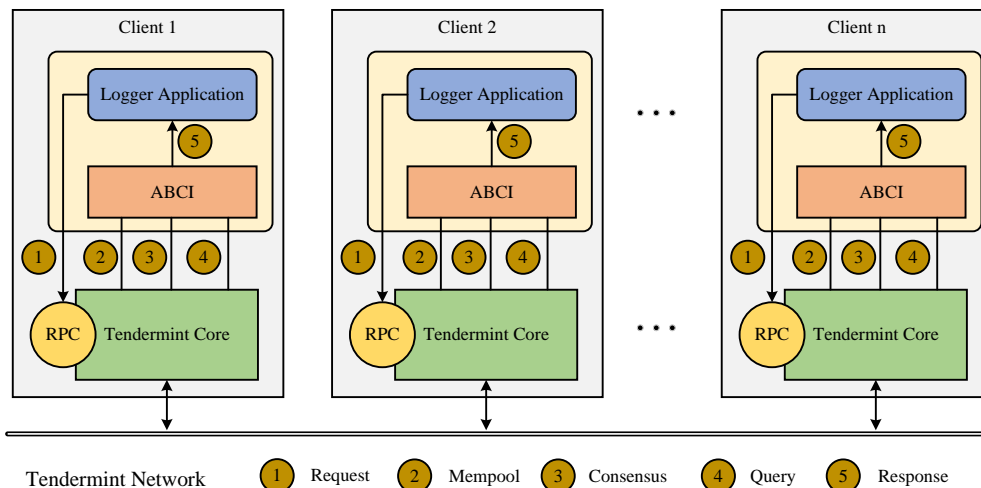 Client 1
Client 2
Client n
Logger Application
Logger Application
Logger Application
• • •
5
5
5
ABCI
ABCI
ABCI
1 2 3 4
1 2 3 4
1 2 3 4
RPC Tendermint Core
RPC Tendermint Core
• • •
RPC Tendermint Core
Tendermint Network 1 Request 2 Mempool 3 Consensus 4 Query 5 Response